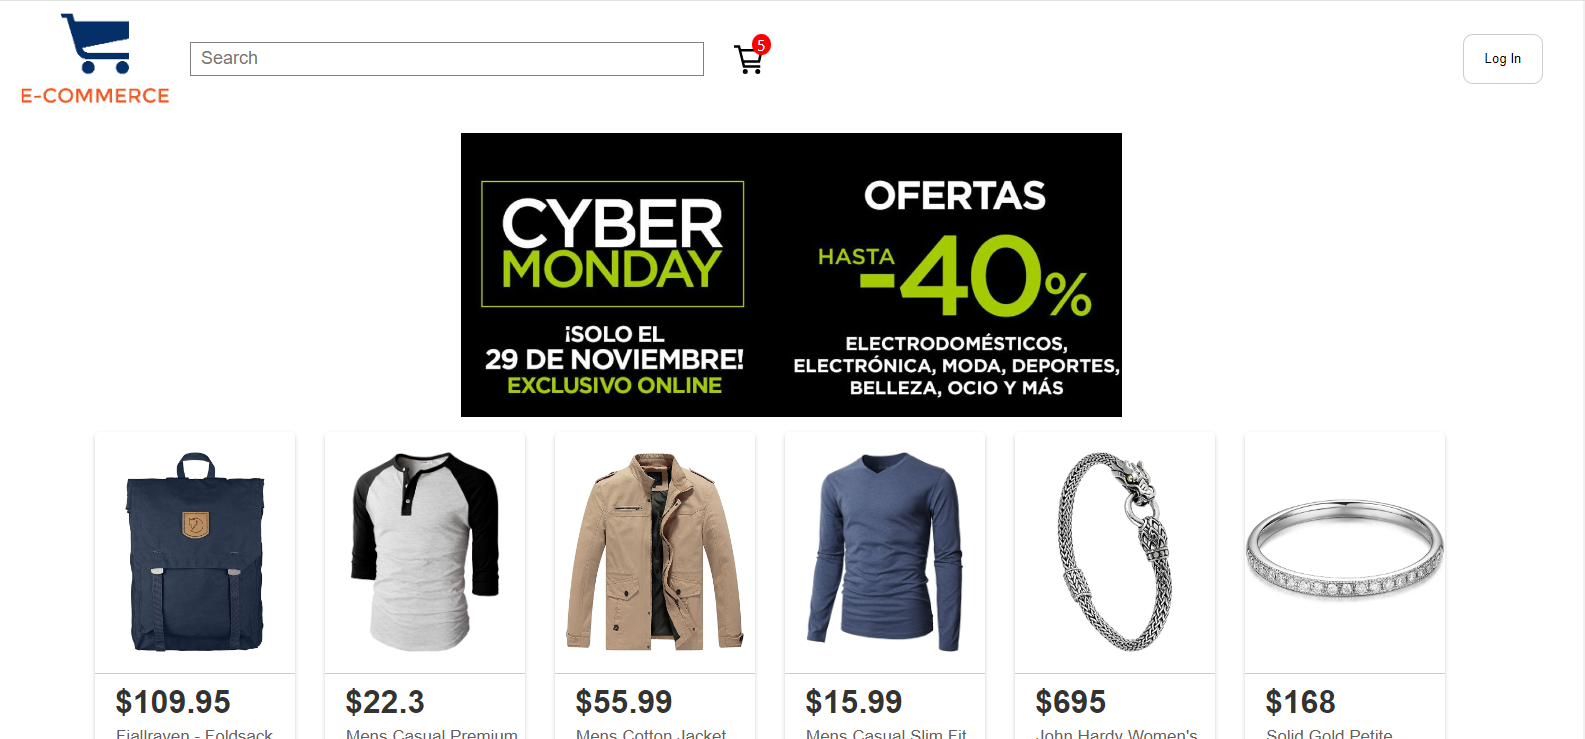 E-COMMERCE
Search
5
Log In
CYBER
MONDAY
¡SOLO EL
29 DE NOVIEMBRE!
EXCLUSIVO ONLINE
OFERTAS
HASTA
-40%
ELECTRODOMÉSTICOS,
ELECTRÓNICA, MODA, DEPORTES,
BELLEZA, OCIO Y MÁS
$109.95
Fjallraven - Foldsack
$22.3
Mens Casual Premium
$55.99
Mens Cotton Jacket
$15.99
Mens Casual Slim Fit
$695
John Hardy Women's
$168
Solid Gold Petite